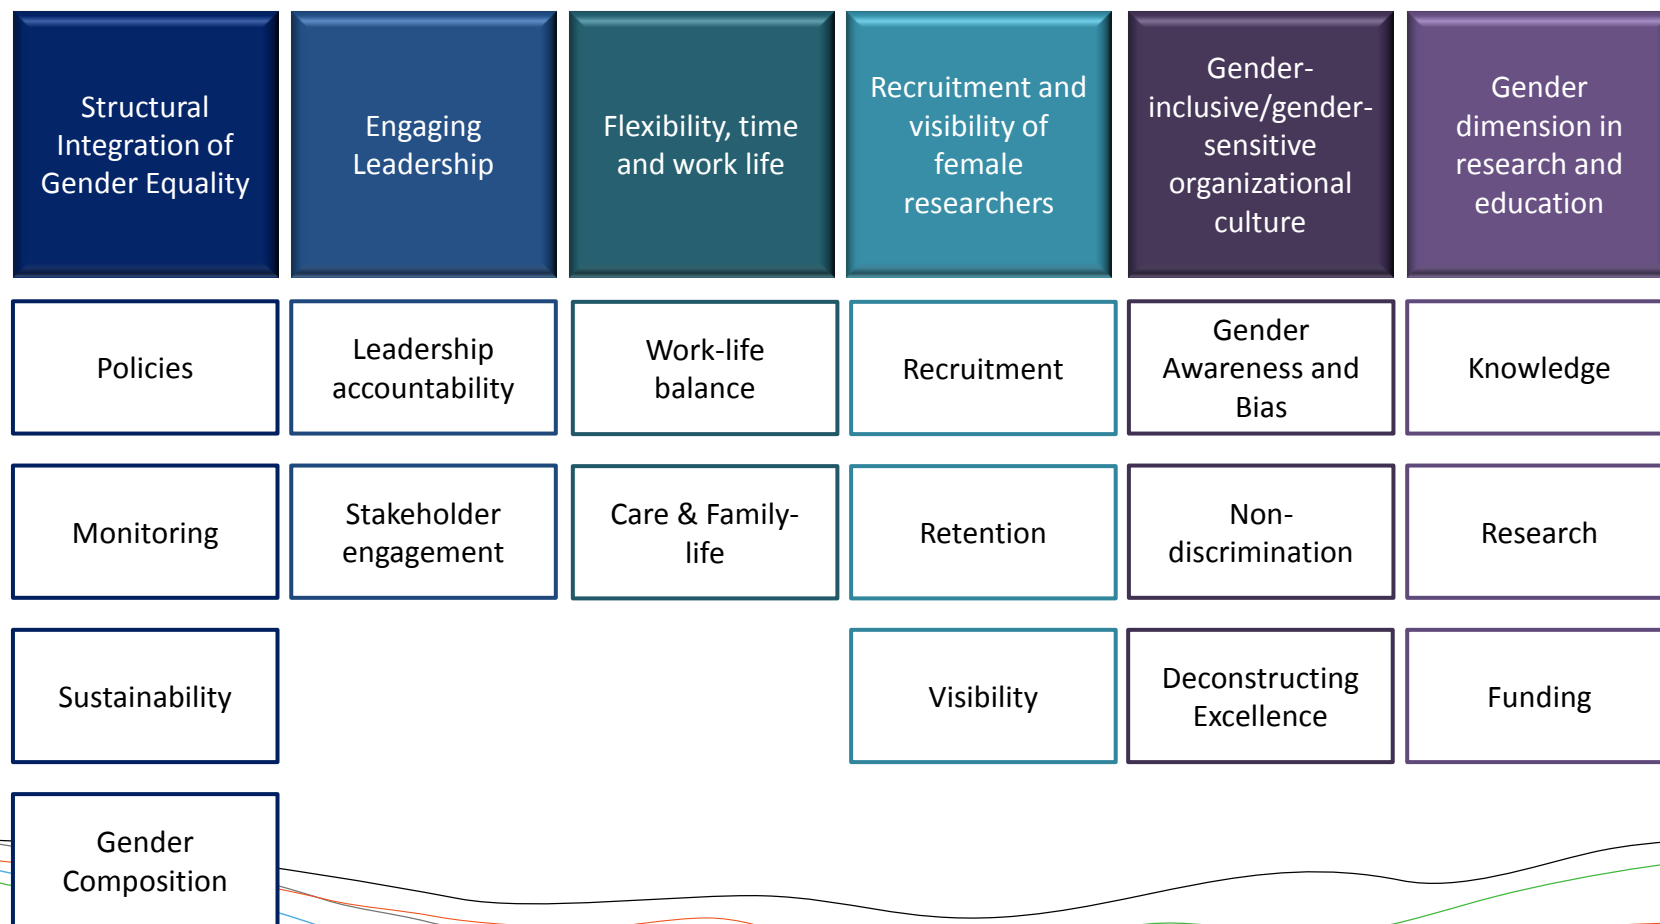 Structural
Integration of
Gender Equality
Engaging
Leadership
Flexibility, time
and work life
Recruitment and
visibility of
female
researchers
Gender-
inclusive/gender-
sensitive
organizational
culture
Gender
dimension in
research and
education
Policies
Leadership
accountability
Work-life
balance
Recruitment
Gender
Awareness and
Bias
Knowledge
Monitoring
Stakeholder
engagement
Care & Family-
life
Retention
Non-
discrimination
Research
Sustainability
Visibility
Deconstructing
Excellence
Funding
Gender
Composition